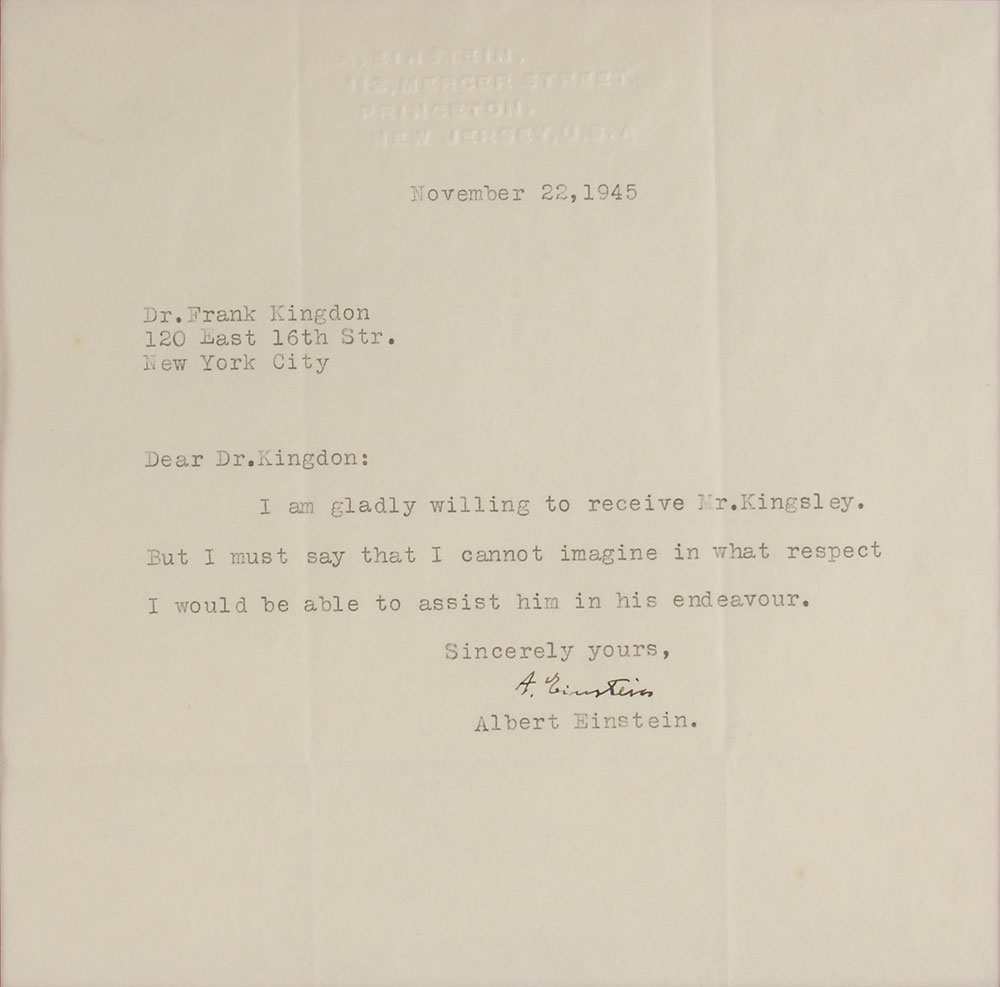 A. EINSTEIN.
112, MERCER STREET,
PRINCETON.
NEW JERSEY, U.S.A
November 22,1945
Dr.Frank Kingdon
120 East 16th Str.
New York City
Dear Dr.Kingdon:
I am gladly willing to receive Mr.Kingsley.
But I must say that I cannot imagine in what respect
I would be able to assist him in his endeavour.
Sincerely yours,
A. Einstein
Albert Einstein.